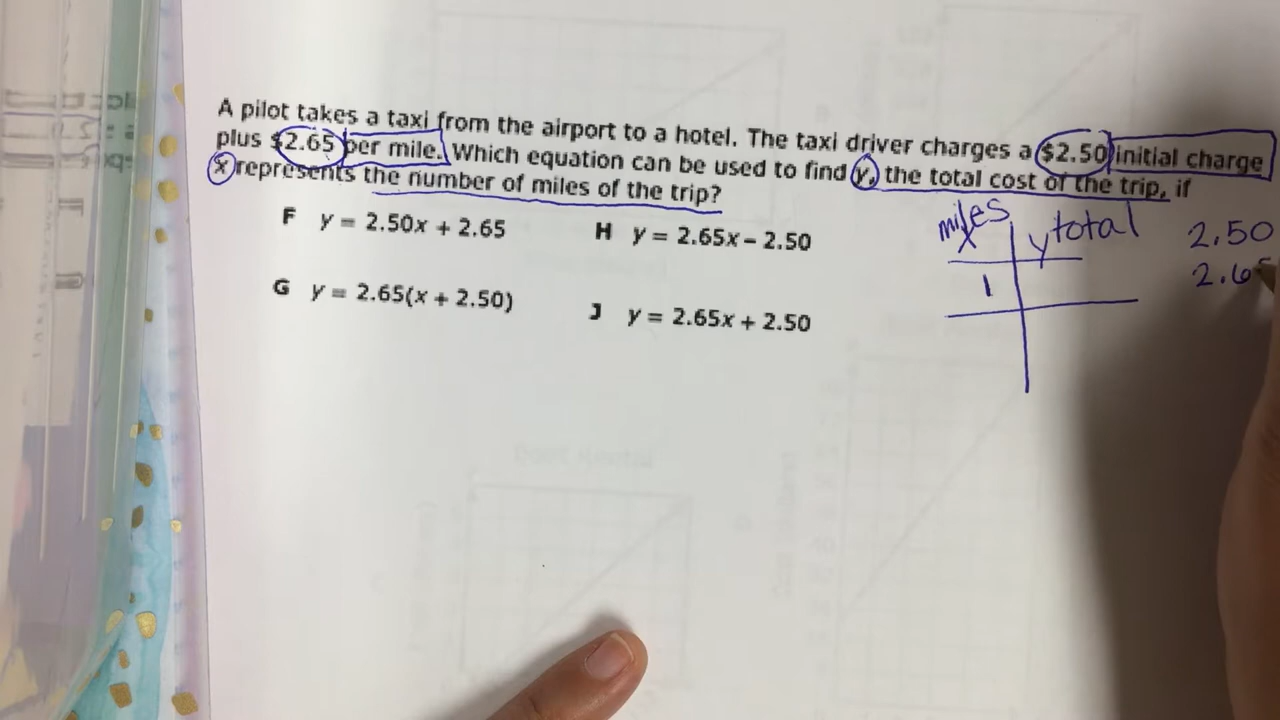 A pilot takes a taxi from the airport to a hotel. The taxi driver charges a $2.50 initial charge
plus $2.65 per mile. Which equation can be used to find y, the total cost of the trip, if
x represents the number of miles of the trip?
F y = 2.50x + 2.65
H y = 2.65x – 2.50
G y = 2.65(x + 2.50)
J y = 2.65x + 2.50
miles
x
y total
1
2.50
2.65